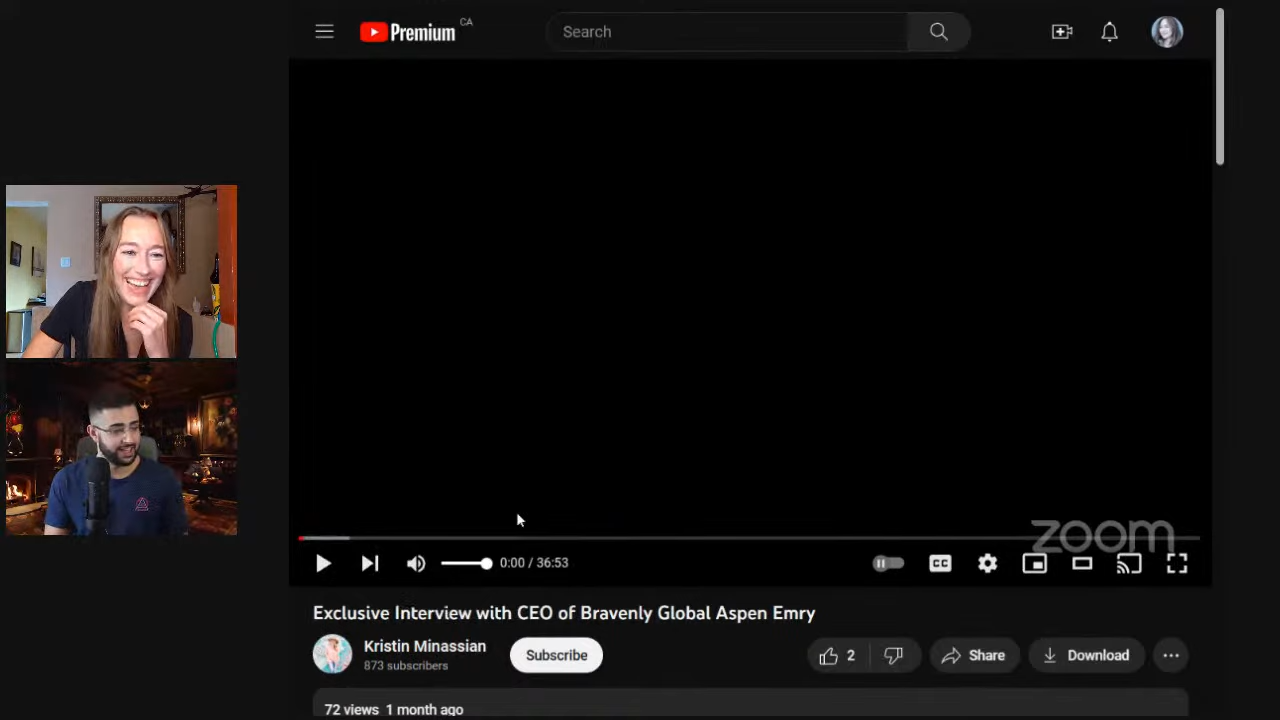 Premium CA
Search
zoom
0:00 / 36:53
CC
Exclusive Interview with CEO of Bravenly Global Aspen Emry
Kristin Minassian
873 subscribers
Subscribe
2
Share
Download
72 views 1 month ago